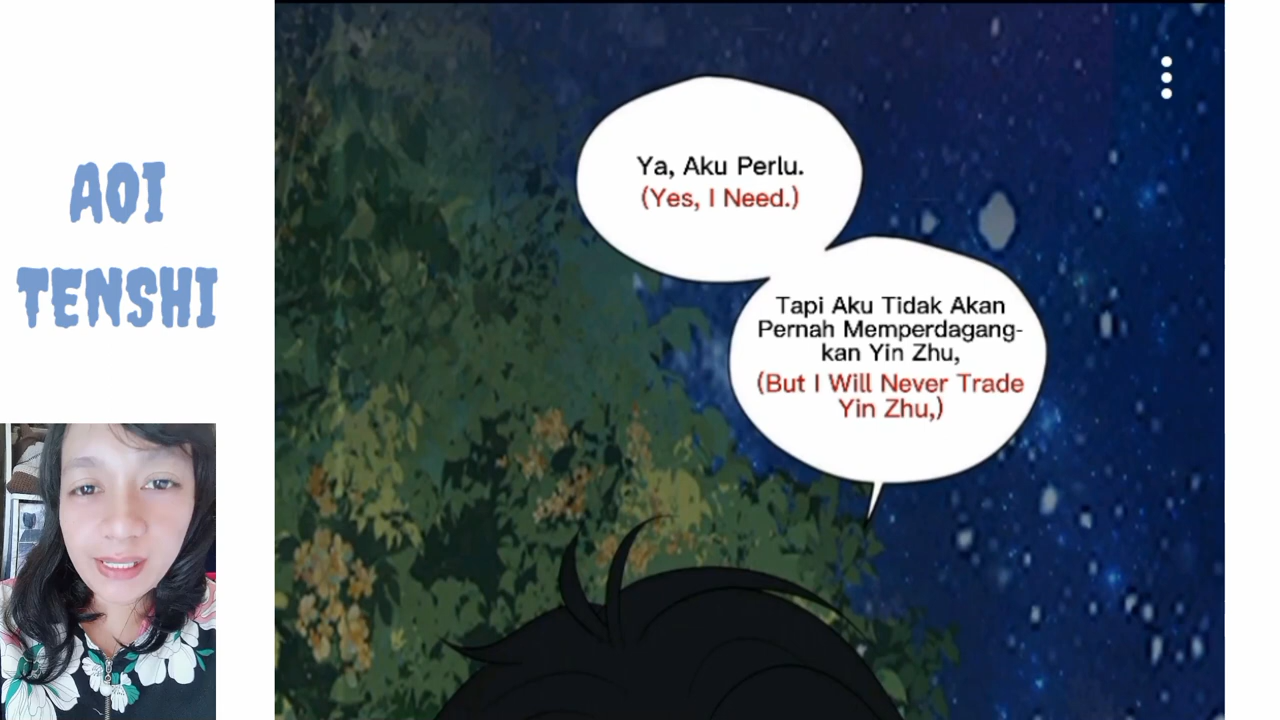 AOI
TENSHI
Ya, Aku Perlu.
(Yes, I Need.)
Tapi Aku Tidak Akan
Pernah Memperdagang-
kan Yin Zhu,
(But I Will Never Trade
Yin Zhu,)